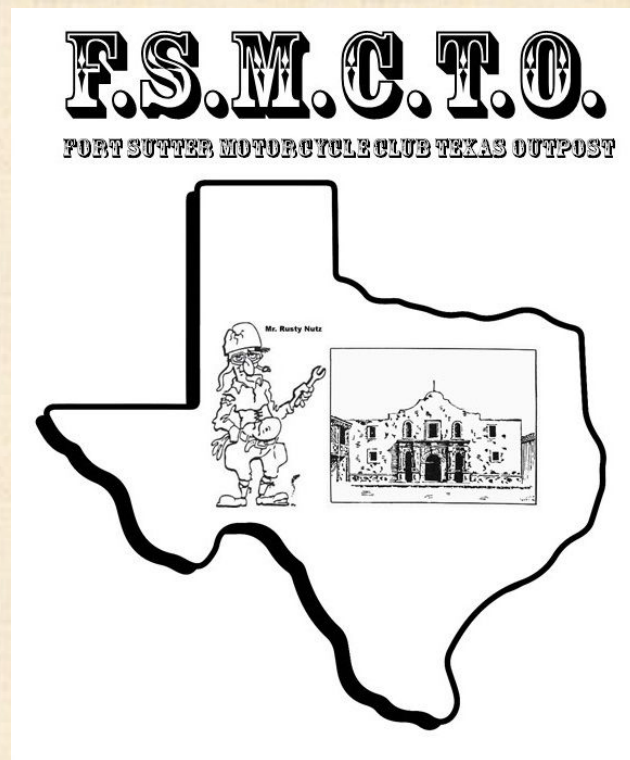 F.S.M.C.T.O.
FORT SUTTER MOTORCYCLE CLUB TEXAS OUTPOST
Mr. Rusty Nutz